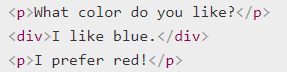 <p>What color do you like?</p>
<div>I like blue.</div>
<p>I prefer red!</p>